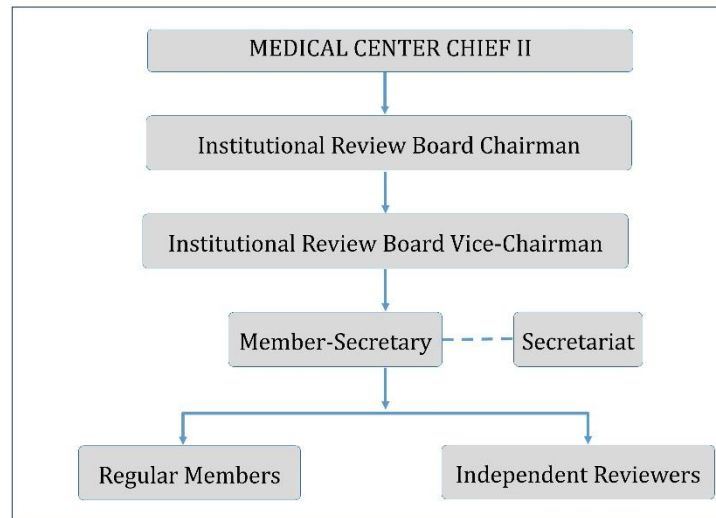 MEDICAL CENTER CHIEF II
Institutional Review Board Chairman
Institutional Review Board Vice-Chairman
Member-Secretary
Secretariat
Regular Members
Independent Reviewers